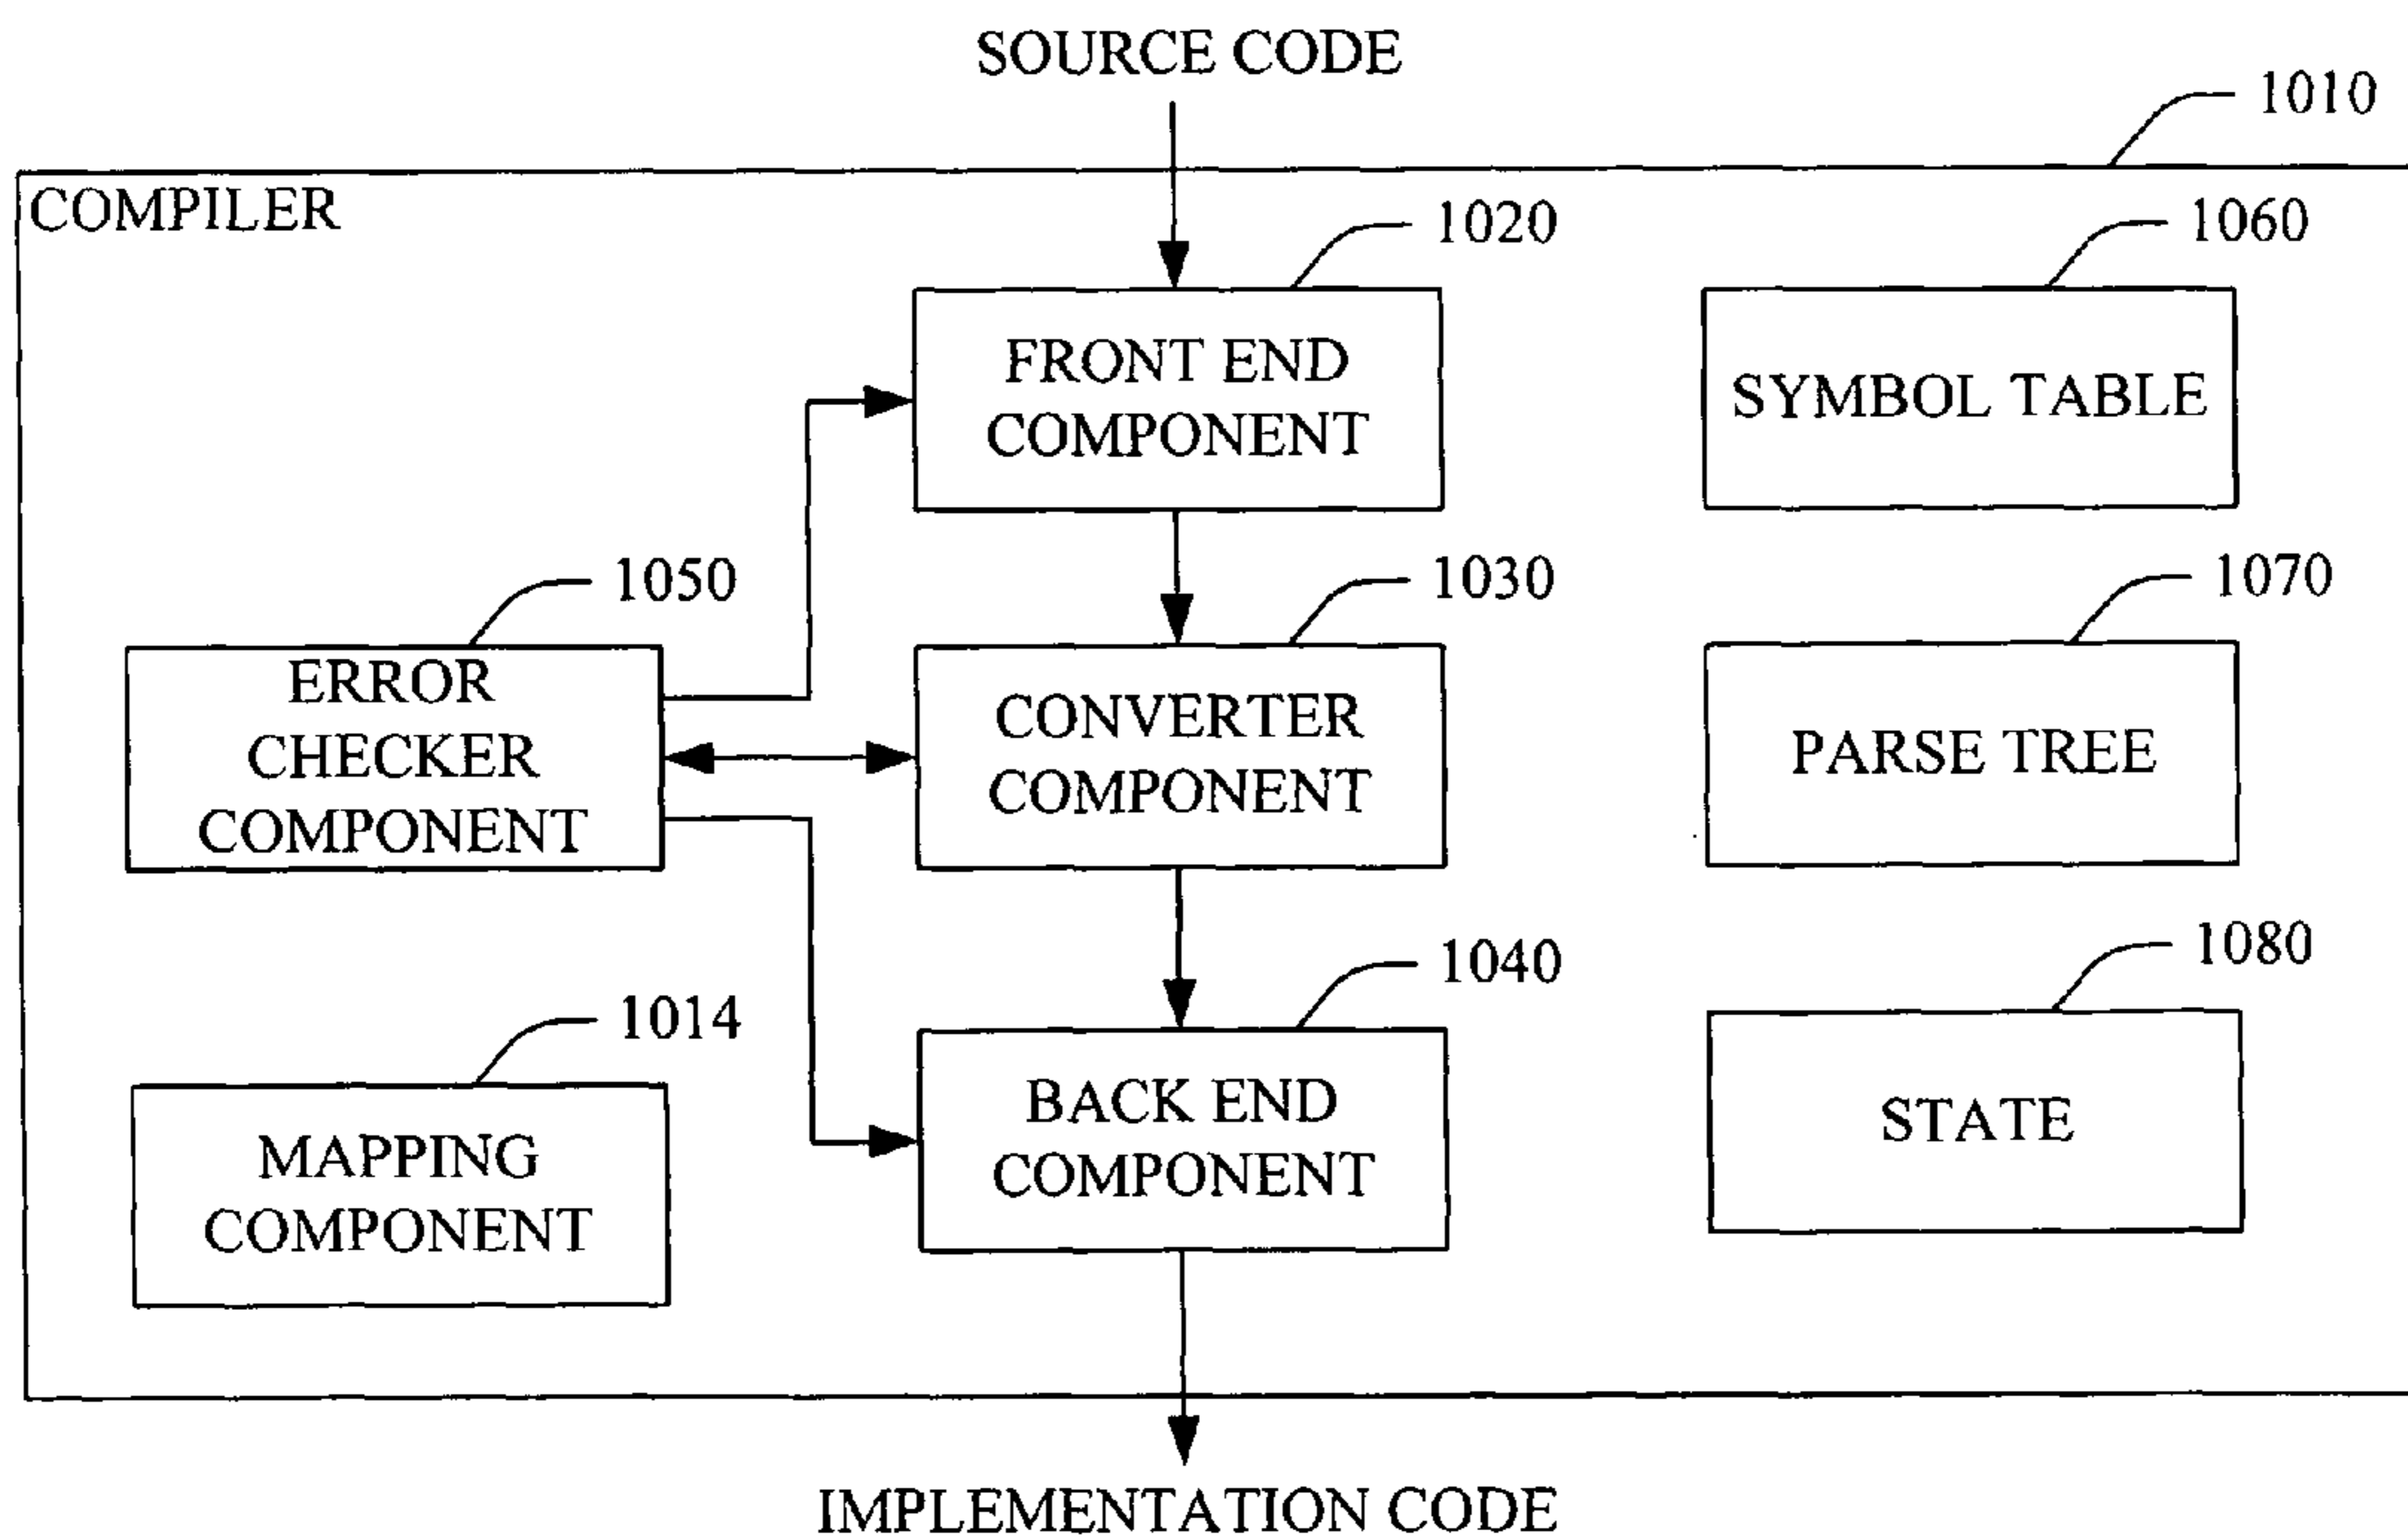 SOURCE CODE
1010
COMPILER
1020
1060
FRONT END
COMPONENT
SYMBOL TABLE
1050
1030
1070
ERROR
CHECKER
COMPONENT
CONVERTER
COMPONENT
PARSE TREE
1014
1040
1080
MAPPING
COMPONENT
BACK END
COMPONENT
STATE
IMPLEMENTATION CODE